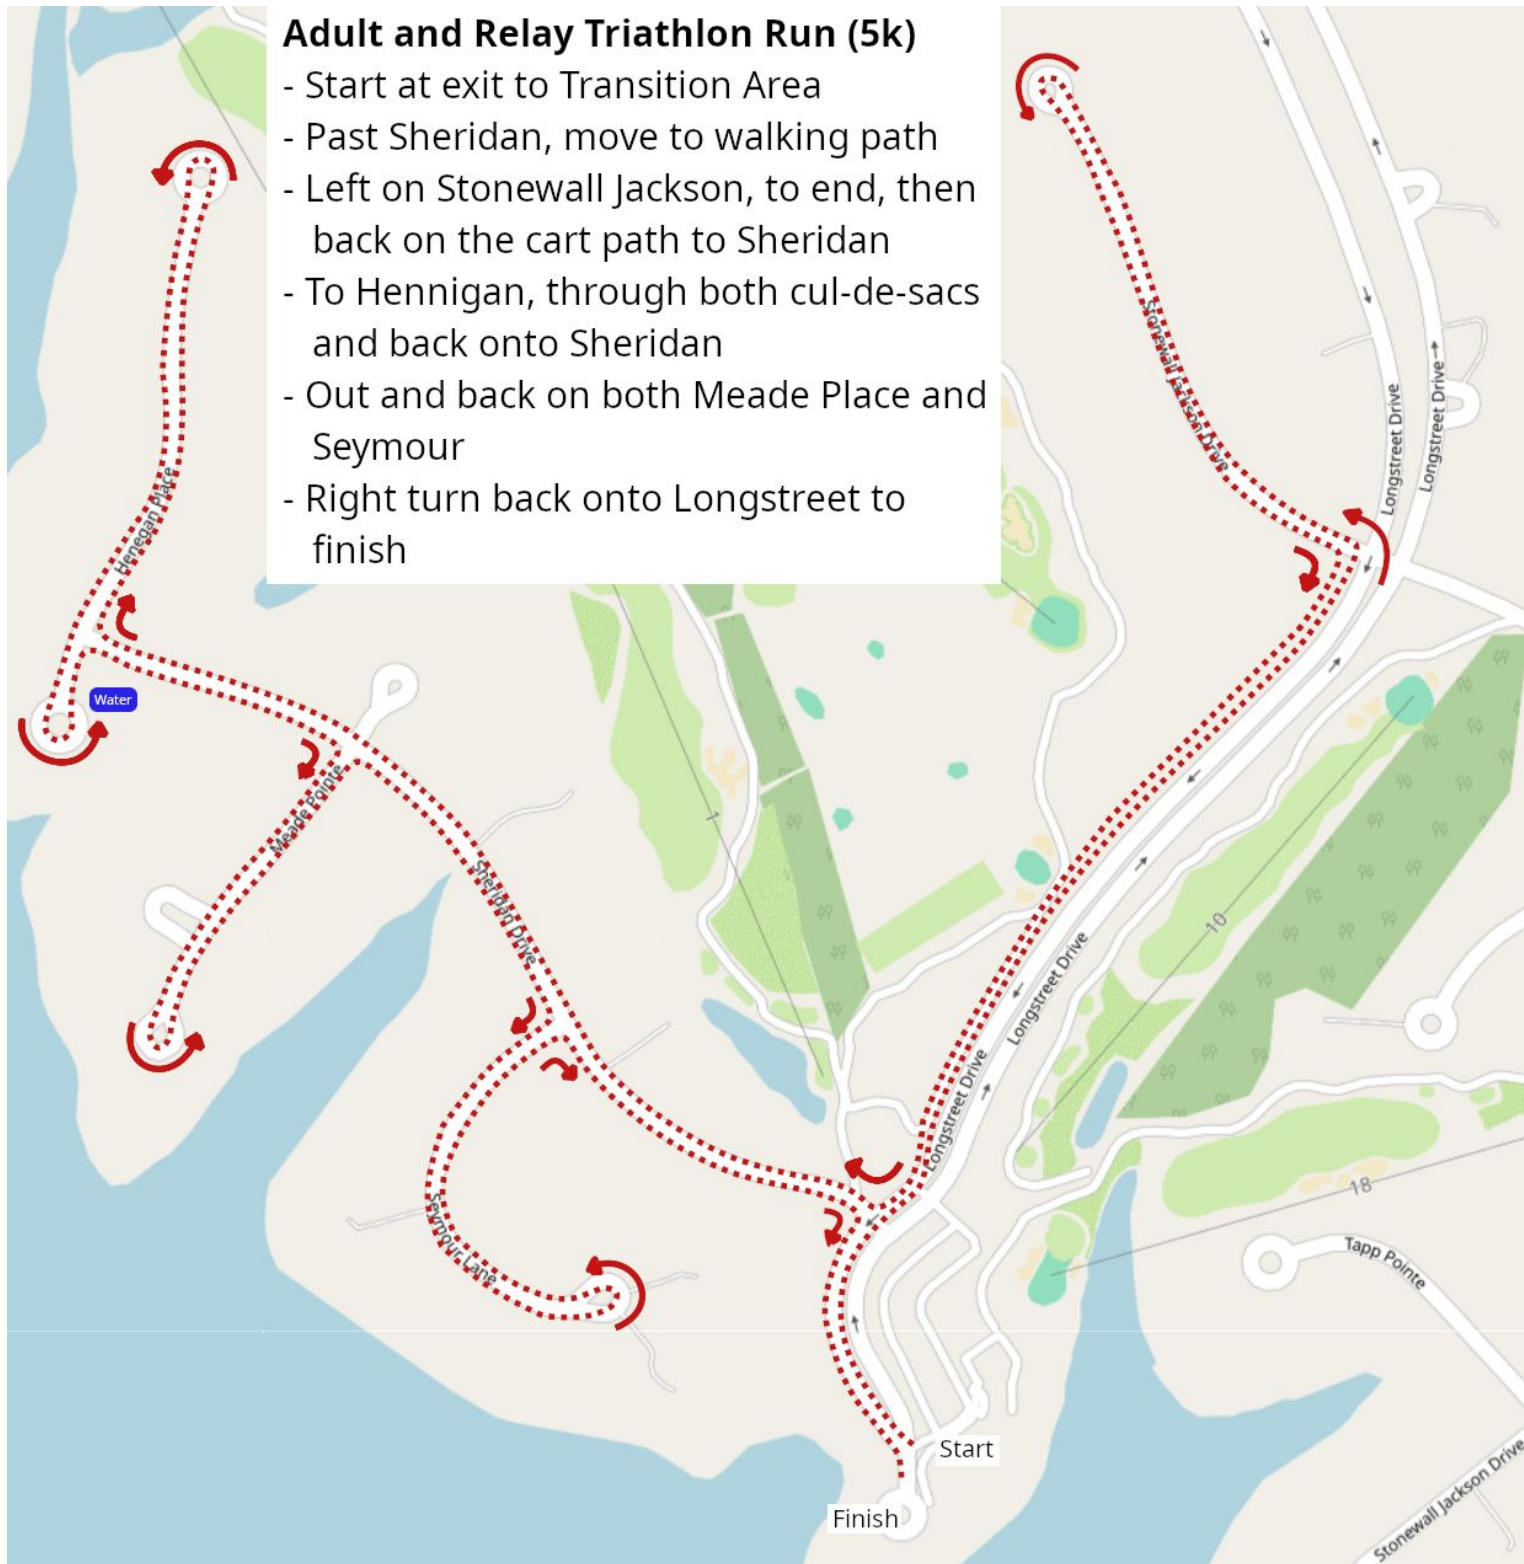 Adult and Relay Triathlon Run (5k)
- Start at exit to Transition Area
- Past Sheridan, move to walking path
- Left on Stonewall Jackson, to end, then
back on the cart path to Sheridan
- To Hennigan, through both cul-de-sacs
and back onto Sheridan
- Out and back on both Meade Place and
Seymour
- Right turn back onto Longstreet to
finish
Stonewall Jackson Drive
Longstreet Drive
Longstreet Drive
Henegan Place
Water
Meade Pointe
1
Sheridan Drive
10
Longstreet Drive
Longstreet Drive
18
Seymour Lane
Tapp Pointe
Start
Finish
Stonewall Jackson Drive